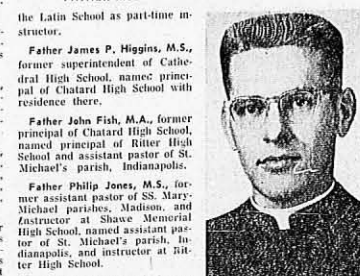 the Latin School as part-time in-
structor.
Father James P. Higgins, M.S.,
former superintendent of Cathe-
dral High School, named princi-
pal of Chatard High School with
residence there.
Father John Fish, M.A., former
principal of Chatard High School,
named principal of Ritter High
School and assistant pastor of St.
Michael's parish, Indianapolis.
Father Philip Jones, M.S., for-
mer assistant pastor of SS. Mary-
Michael parishes, Madison, and
instructor at Shawe Memorial
High School, named assistant pas-
tor of St. Michael's parish, In-
dianapolis, and instructor at Rit-
ter High School.